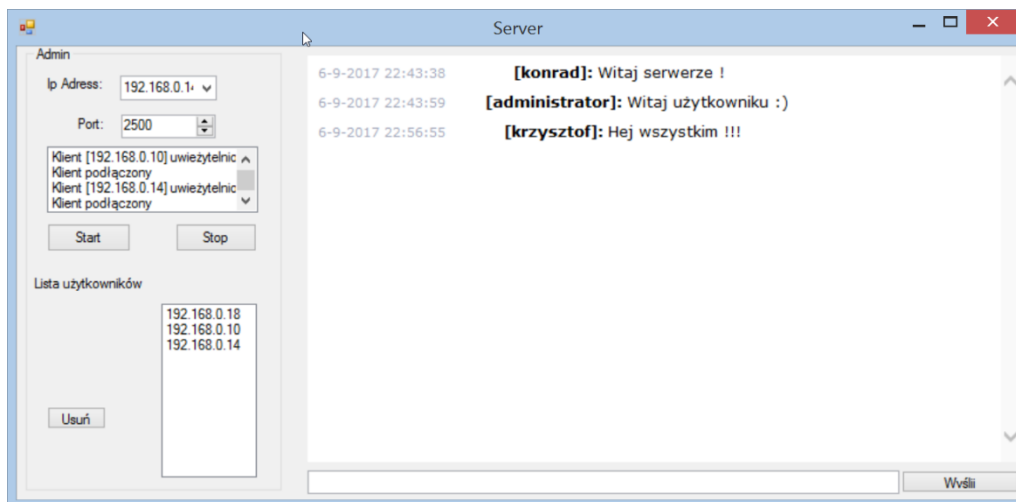 Server
Admin
Ip Adress:
192.168.0.1
Port:
2500
Klient [192.168.0.10] uwieżytelnic
Klient podłączony
Klient [192.168.0.14] uwieżytelnic
Klient podłączony
Start
Stop
Lista użytkowników
192.168.0.18
192.168.0.10
192.168.0.14
Usuń
6-9-2017 22:43:38 [konrad]: Witaj serwerze !
6-9-2017 22:43:59 [administrator]: Witaj użytkowniku :)
6-9-2017 22:56:55 [krzysztof]: Hej wszystkim !!!
Wyślij